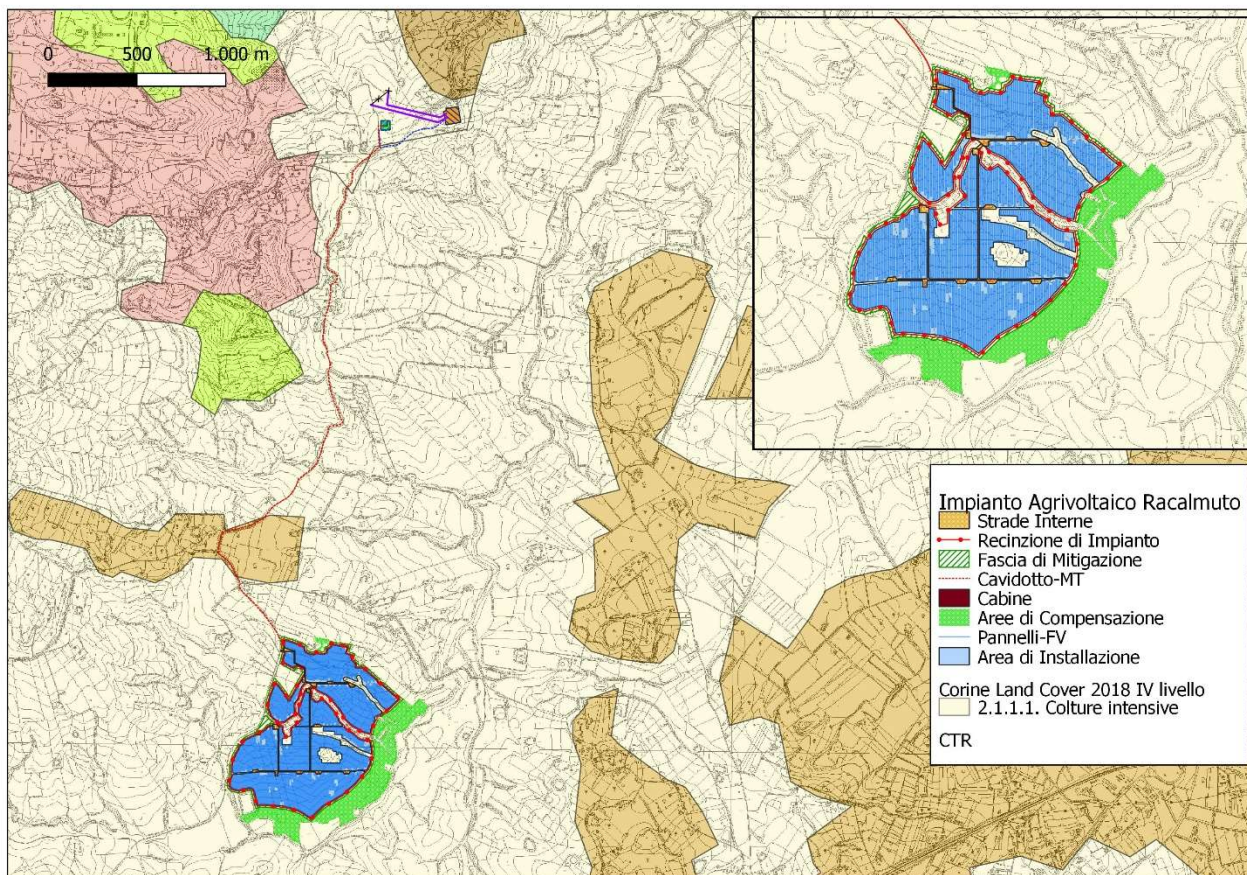 0 500 1.000 m
Impianto Agrivoltaico Racalmuto
Strade Interne
Recinzione di Impianto
Fascia di Mitigazione
Cavidotto-MT
Cabine
Aree di Compensazione
Pannelli-FV
Area di Installazione
Corine Land Cover 2018 IV livello
2.1.1.1. Colture intensive
CTR